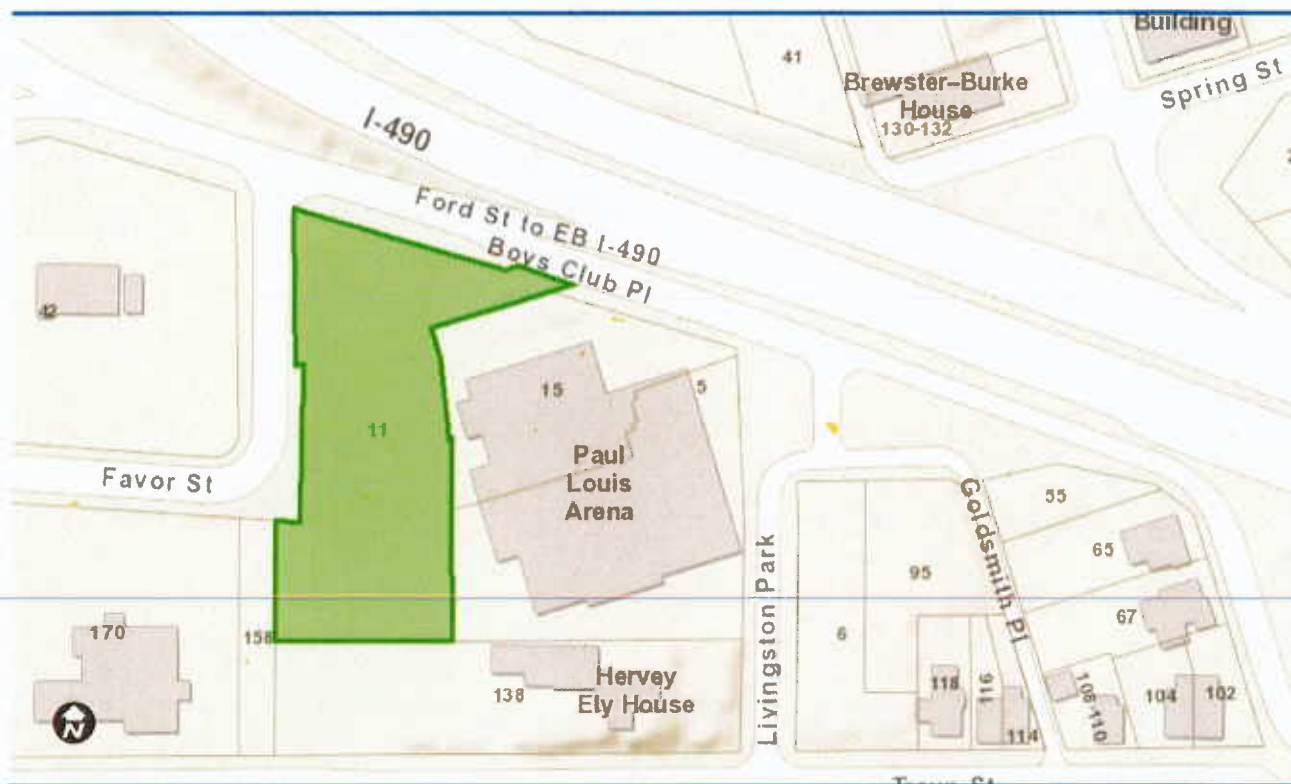 Building
41
Brewster-Burke
House
130-132
Spring St
I-490
Ford St to EB I-490
Boys Club Pl
42
11
15
5
Paul
Louis
Arena
Favor St
55
65
Goldsmith Pl
95
67
Livingston Park
6
170
158
138
Hervey
Ely House
118
116
114
108-110
104
102
N